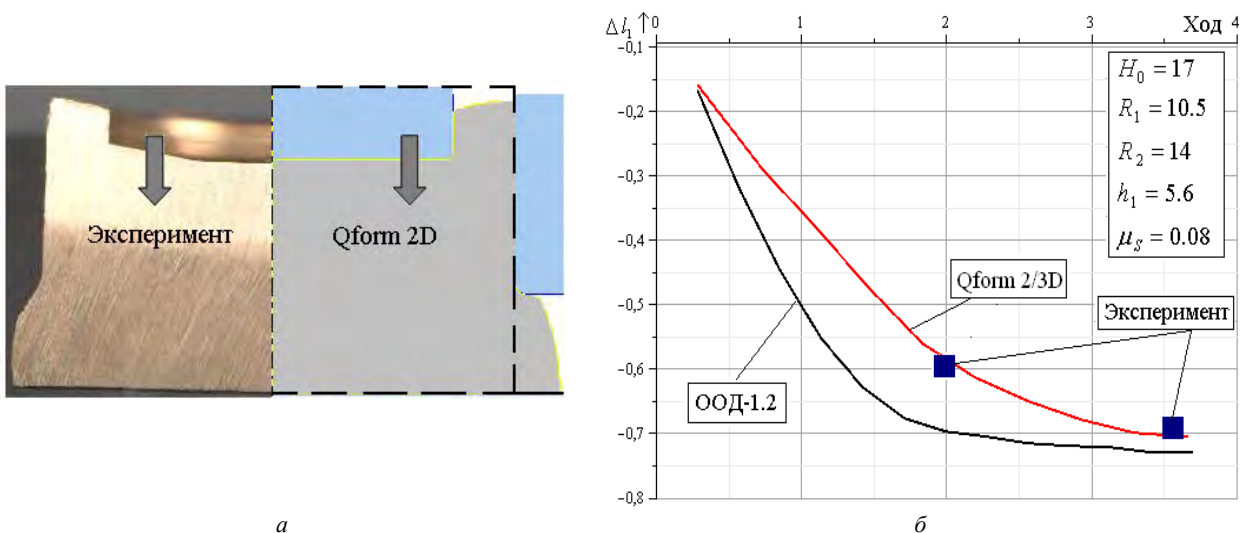 Эксперимент
Qform 2D
а
Δl₁ ↑
0 1 2 3 Ход 4
−0,1
−0,2
−0,3
−0,4
−0,5
−0,6
−0,7
−0,8
H₀ = 17
R₁ = 10.5
R₂ = 14
h₁ = 5.6
μₛ = 0.08
Qform 2/3D
Эксперимент
ООД-1.2
б